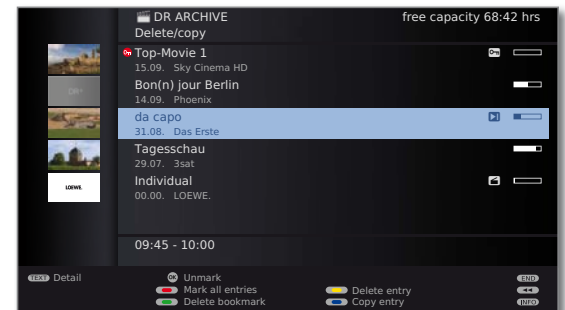 DR ARCHIVE
free capacity 68:42 hrs
Delete/copy
Top-Movie 1
15.09. Sky Cinema HD
Bon(n) jour Berlin
14.09. Phoenix
da capo
31.08. Das Erste
Tagesschau
29.07. 3sat
Individual
00.00. LOEWE.
LOEWE.
09:45 - 10:00
TEXT Detail
OK Unmark
END
Mark all entries
Delete entry
Delete bookmark
Copy entry
INFO